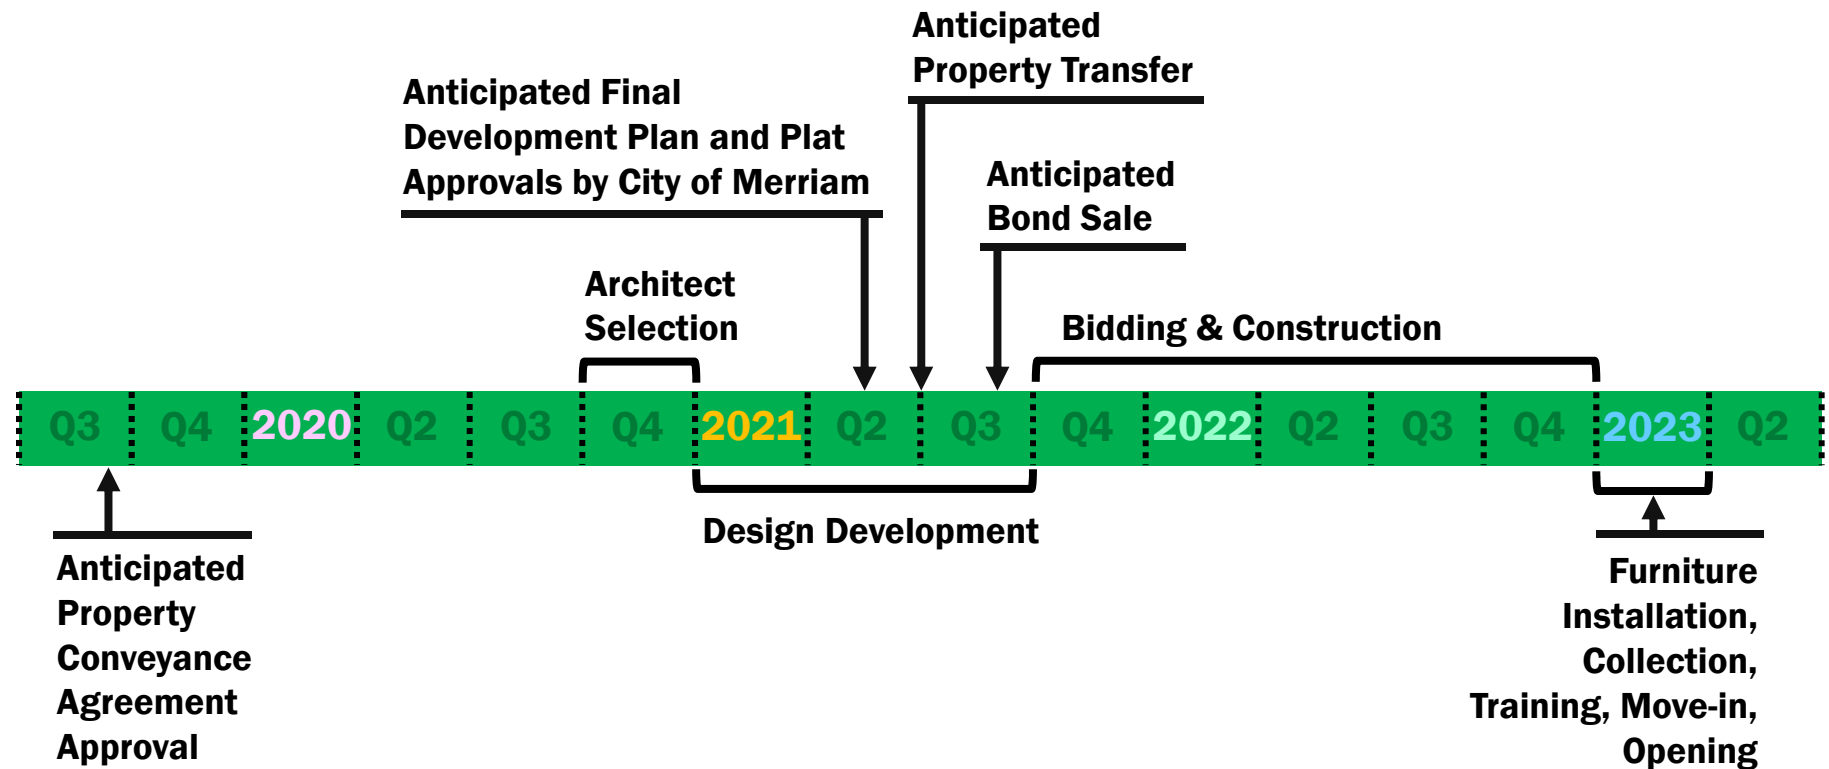 Anticipated
Property Transfer
Anticipated Final
Development Plan and Plat
Approvals by City of Merriam
Anticipated
Bond Sale
Architect
Selection
Bidding & Construction
Q3 Q4 2020 Q2 Q3 Q4 2021 Q2 Q3 Q4 2022 Q2 Q3 Q4 2023 Q2
Design Development
Anticipated
Property
Conveyance
Agreement
Approval
Furniture
Installation,
Collection,
Training, Move-in,
Opening